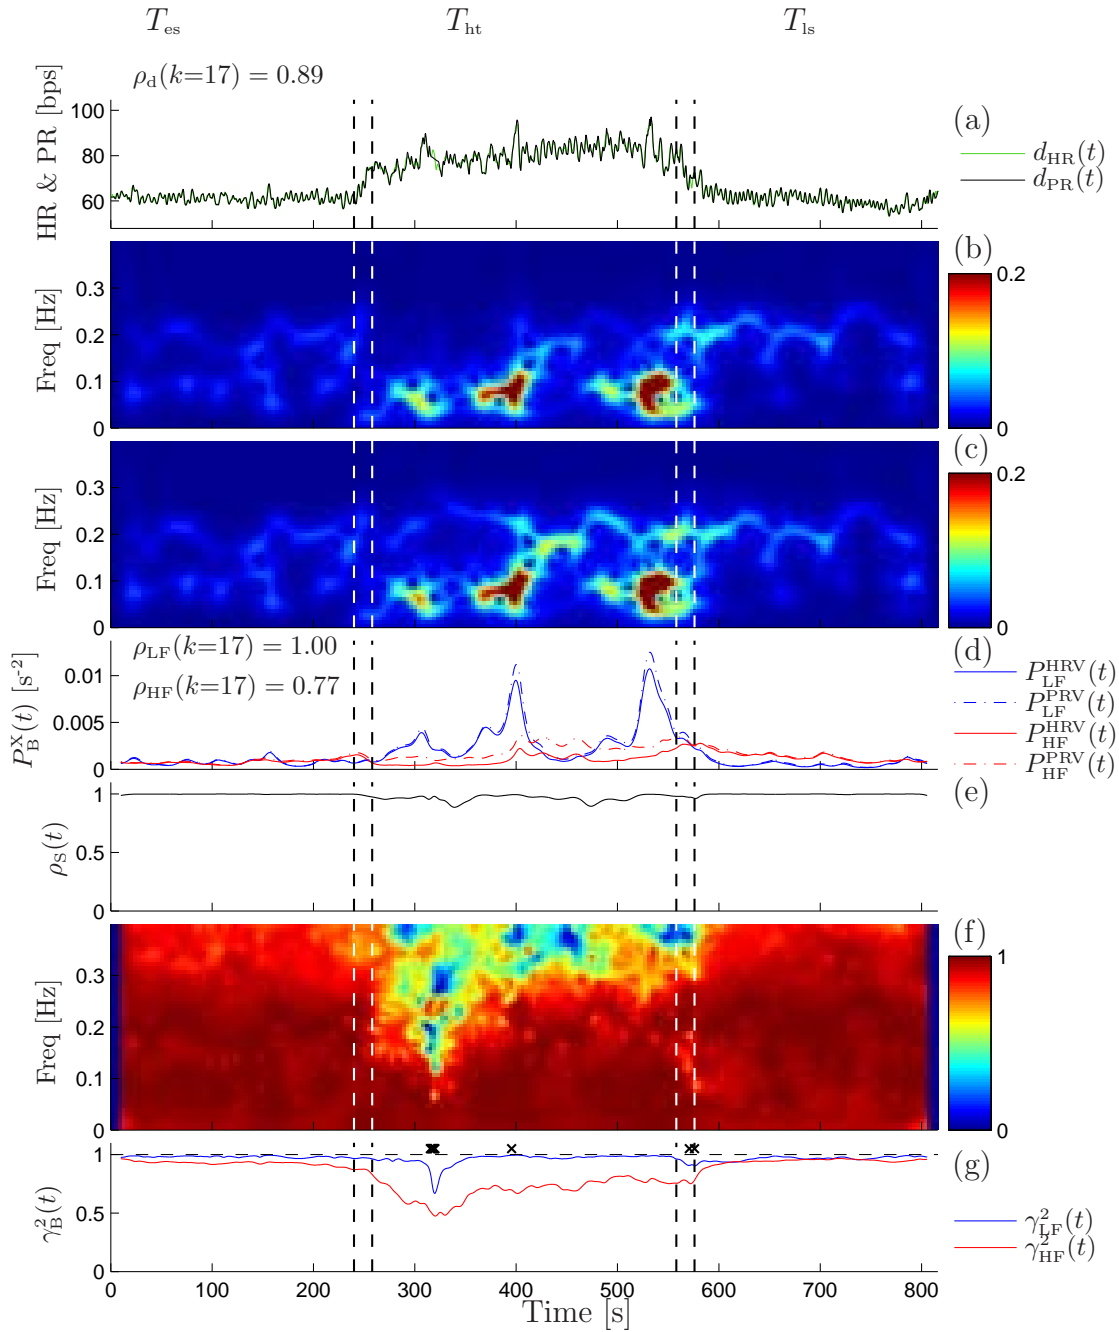 T_es T_ht T_ls
ρ_d(k=17) = 0.89
HR & PR [bps]
100
80
60
(a)
d_HR(t)
d_PR(t)
(b)
Freq [Hz]
0.3
0.2
0.1
0
0.2
0
(c)
Freq [Hz]
0.3
0.2
0.1
0
0.2
0
ρ_LF(k=17) = 1.00
ρ_HF(k=17) = 0.77
P_B^X(t) [s^-2]
0.01
0.005
0
(d)
P_LF^HRV(t)
P_LF^PRV(t)
P_HF^HRV(t)
P_HF^PRV(t)
(e)
ρ_S(t)
1
0.5
0
(f)
Freq [Hz]
0.3
0.2
0.1
0
1
0
(g)
γ_B^2(t)
1
0.5
0
γ_LF^2(t)
γ_HF^2(t)
0 100 200 300 400 500 600 700 800
Time [s]